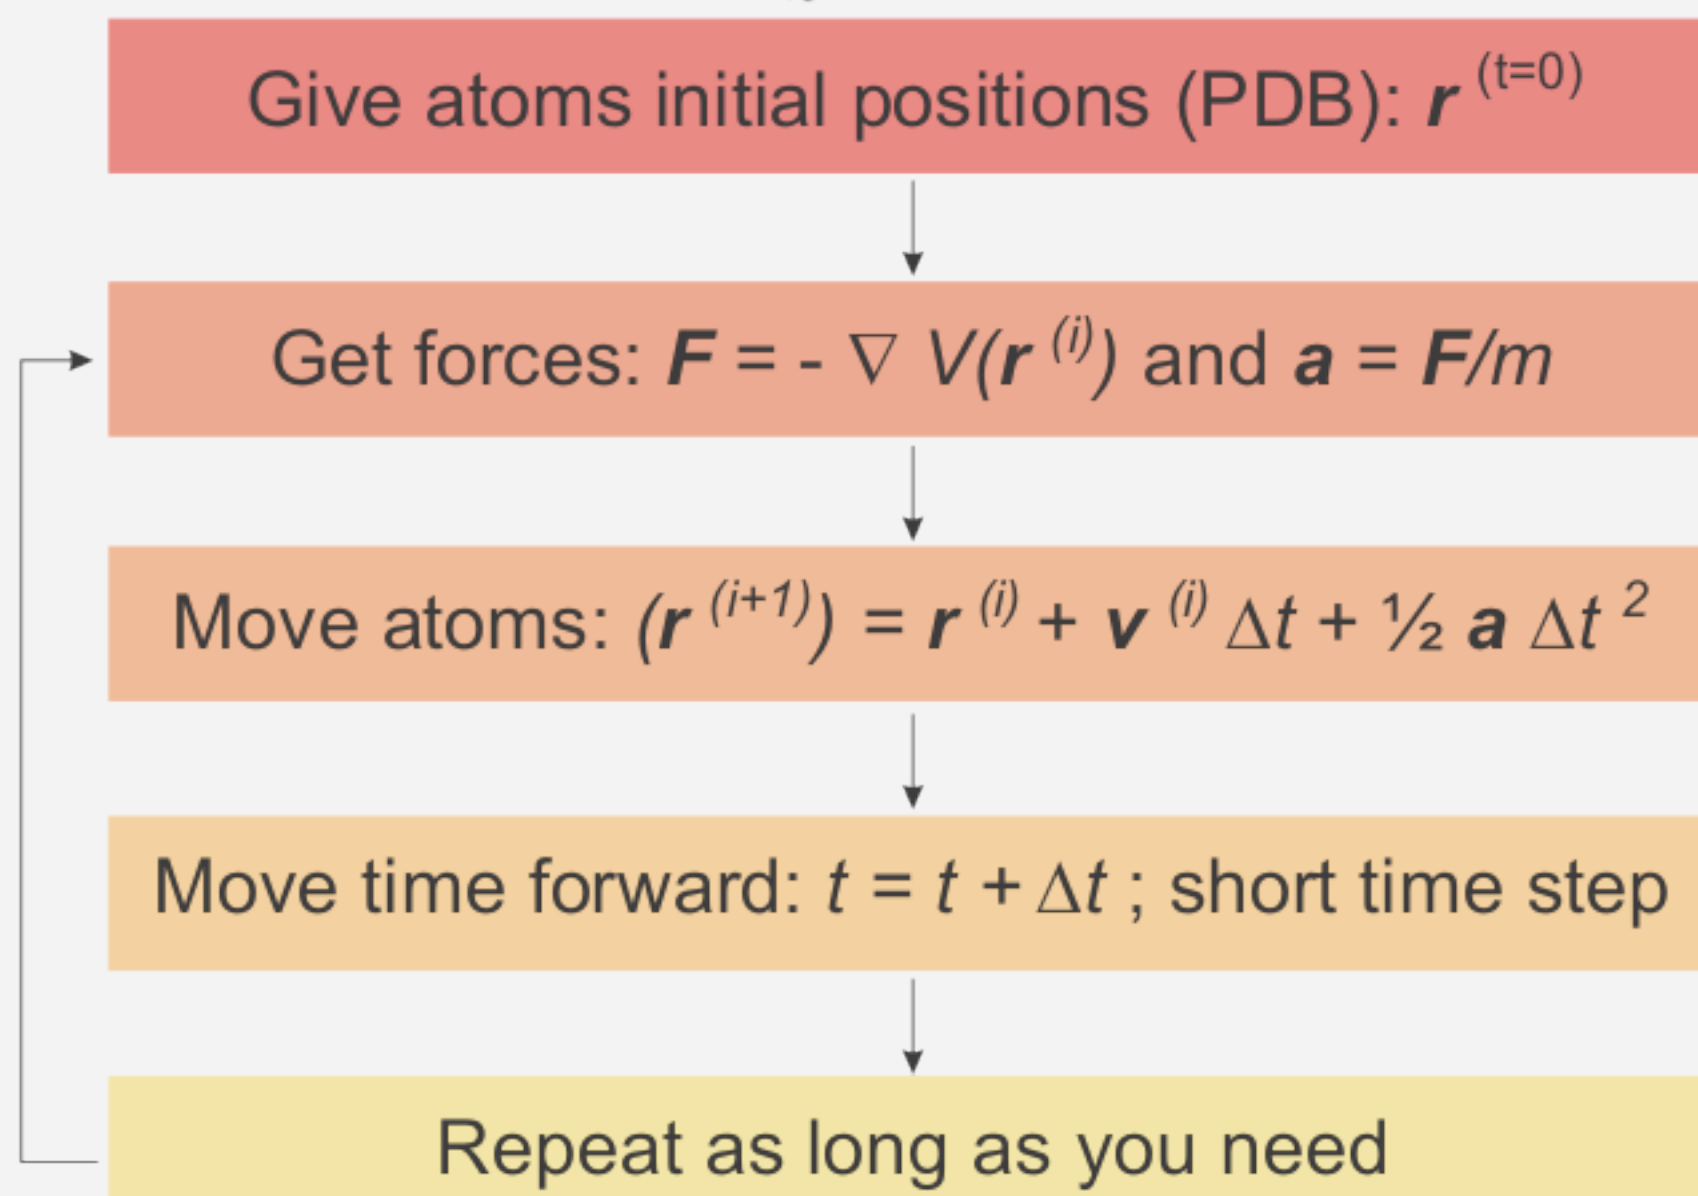 Give atoms initial positions (PDB): r (t=0)
Get forces: F = - ∇ V(r (i)) and a = F/m
Move atoms: (r (i+1)) = r (i) + v (i) Δt + ½ a Δt 2
Move time forward: t = t + Δt ; short time step
Repeat as long as you need